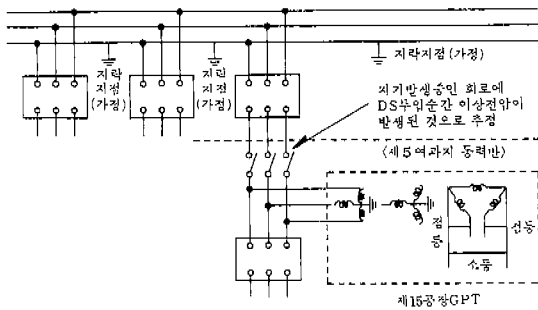 지락지점(가정)
지락
지점
(가정)
지락
지점
(가정)
지기발생중인 회로에
DS투입순간 이상전압이
발생된 것으로 추정
〈제5여과지 동력반〉
점
등
점등
소등
제15공장GPT